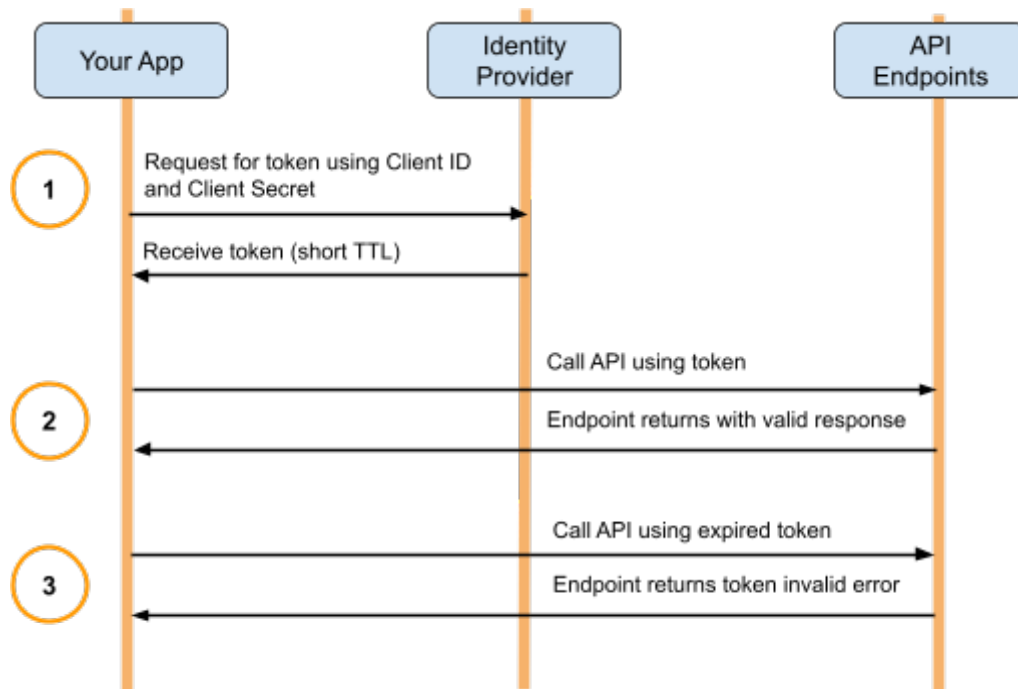 Your App
Identity
Provider
API
Endpoints
1
Request for token using Client ID
and Client Secret
Receive token (short TTL)
2
Call API using token
Endpoint returns with valid response
3
Call API using expired token
Endpoint returns token invalid error